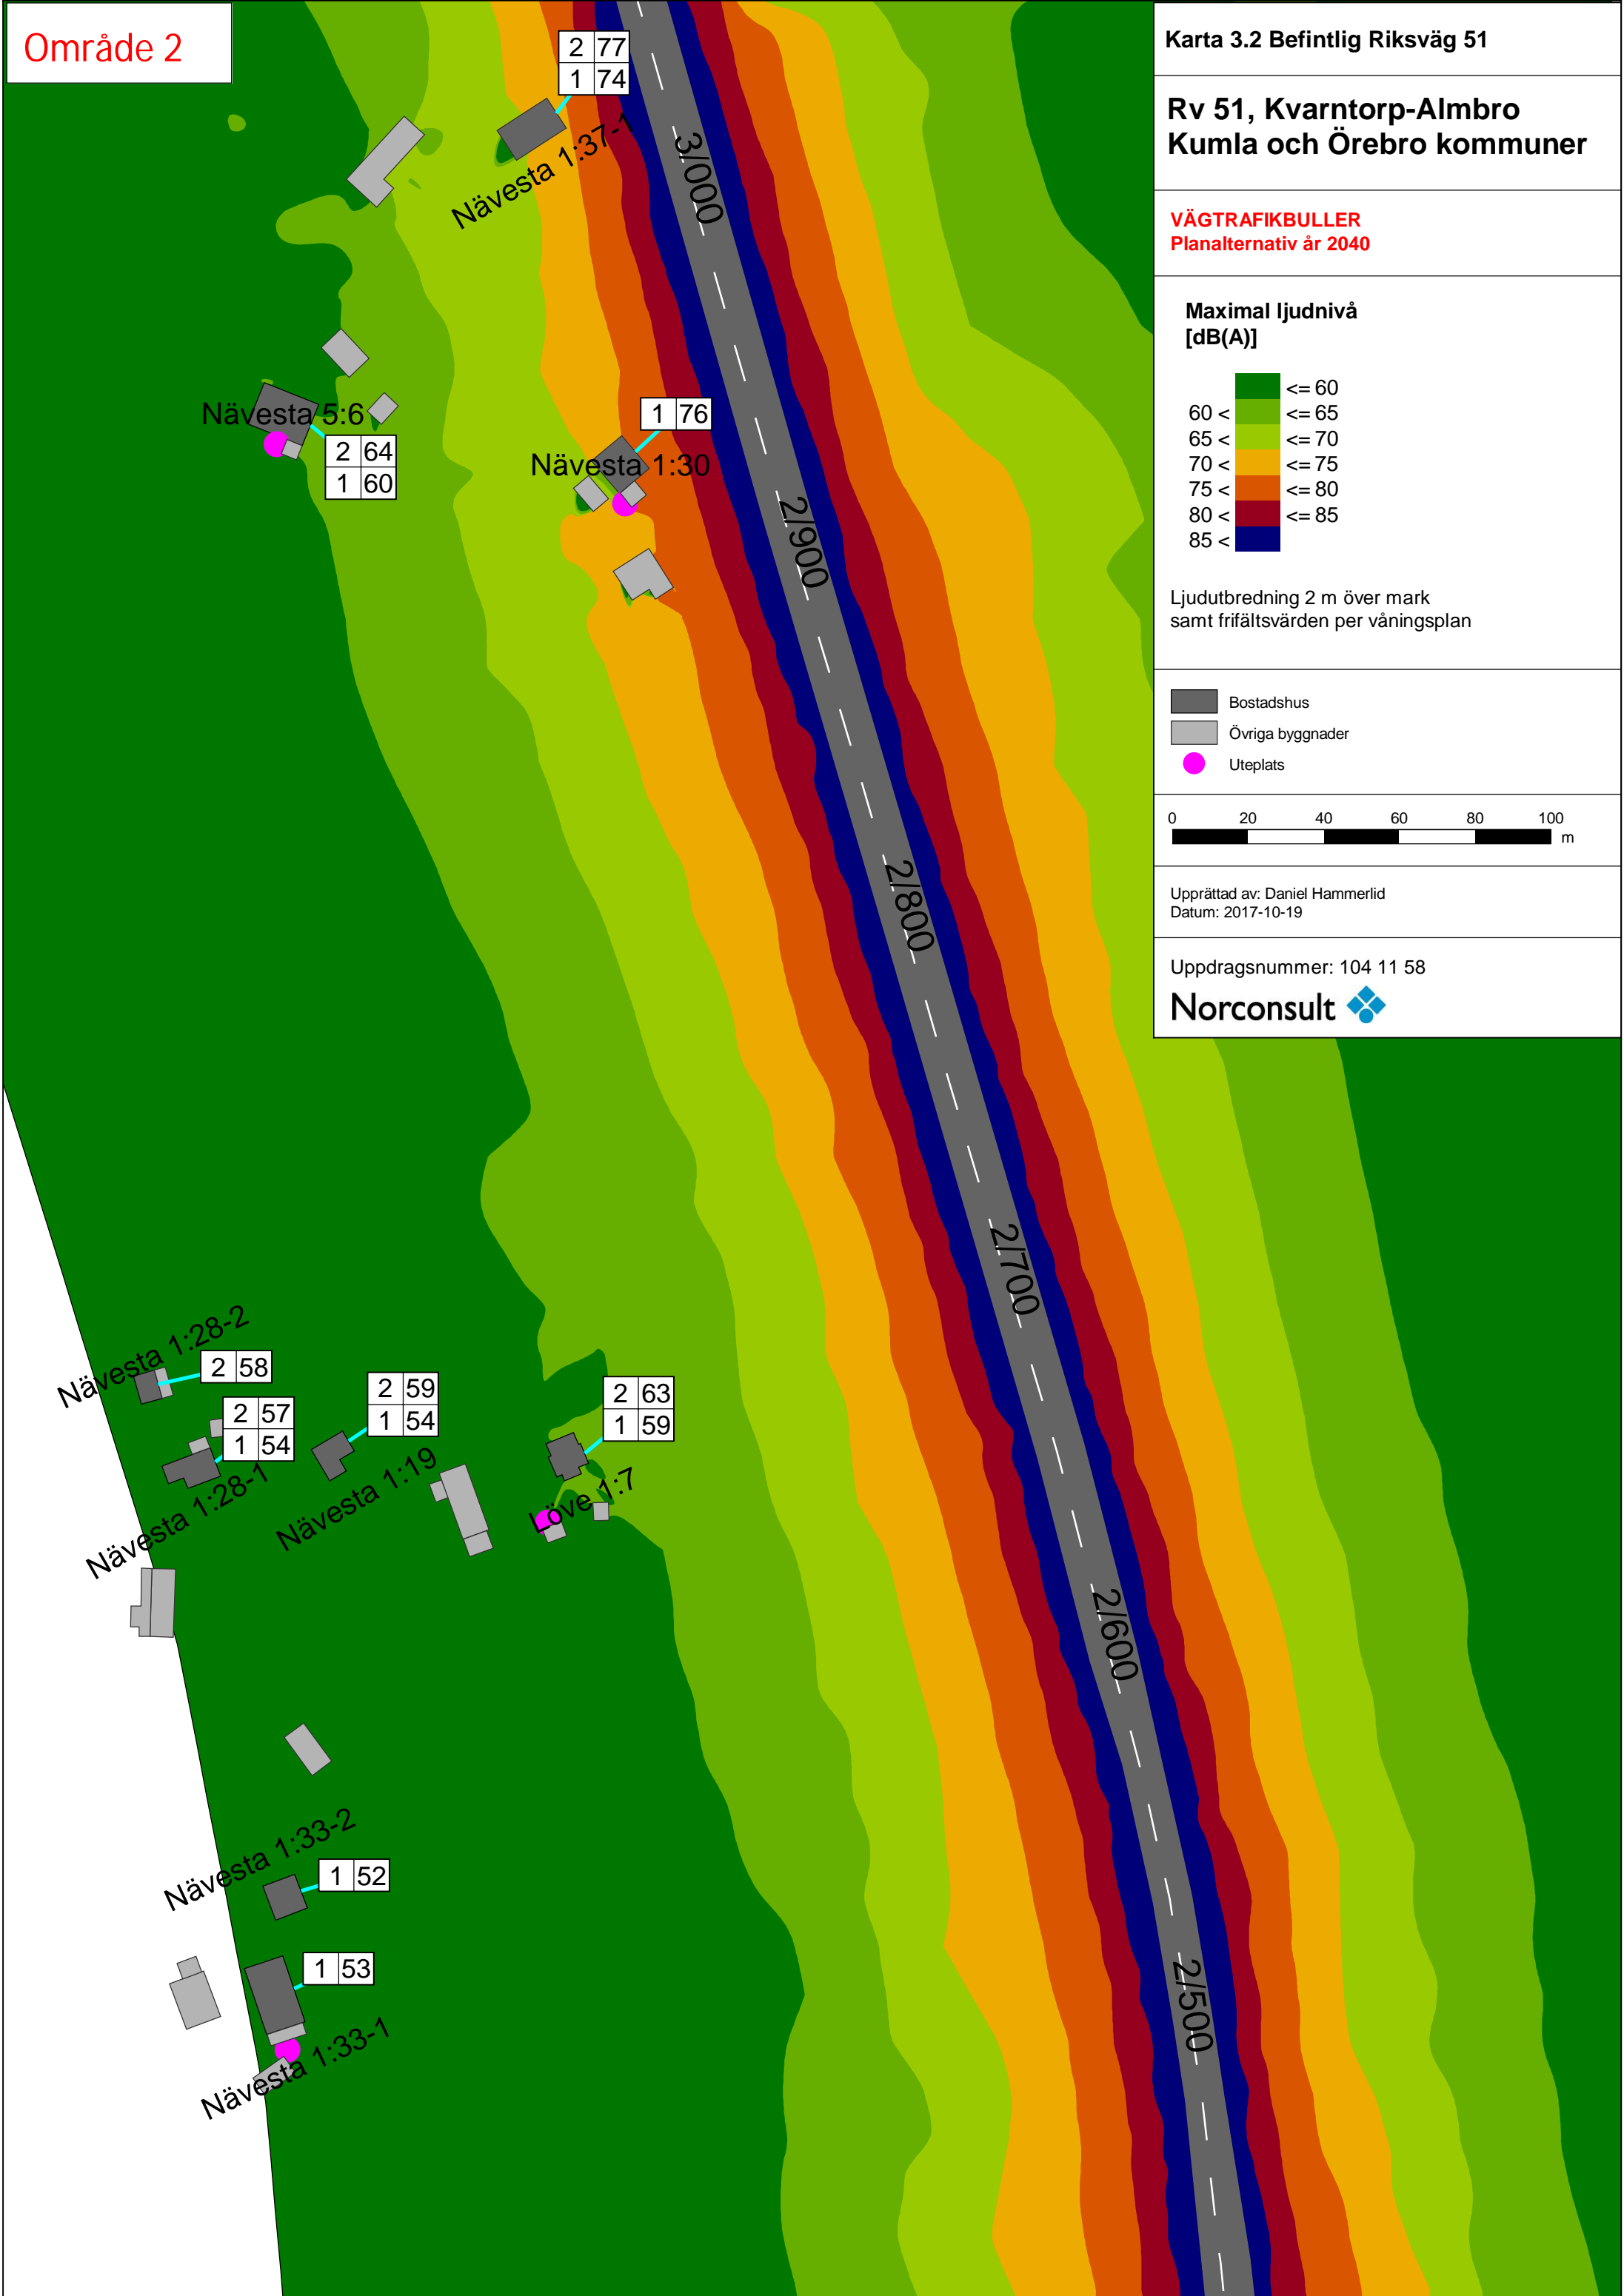 Område 2
2 77
1 74
Nävesta 1:37-1
3/000
Nävesta 5:6
2 64
1 60
1 76
Nävesta 1:30
2/900
2/800
2/700
Nävesta 1:28-2
2 58
2 57
1 54
Nävesta 1:28-1
2 59
1 54
Nävesta 1:19
2 63
1 59
Löve 1:7
2/600
Nävesta 1:33-2
1 52
1 53
Nävesta 1:33-1
2/500
Karta 3.2 Befintlig Riksväg 51
Rv 51, Kvarntorp-Almbro
Kumla och Örebro kommuner
VÄGTRAFIKBULLER
Planalternativ år 2040
Maximal ljudnivå
[dB(A)]
<= 60
60 < <= 65
65 < <= 70
70 < <= 75
75 < <= 80
80 < <= 85
85 <
Ljudutbredning 2 m över mark
samt frifältsvärden per våningsplan
Bostadshus
Övriga byggnader
Uteplats
0 20 40 60 80 100
m
Upprättad av: Daniel Hammerlid
Datum: 2017-10-19
Uppdragsnummer: 104 11 58
Norconsult